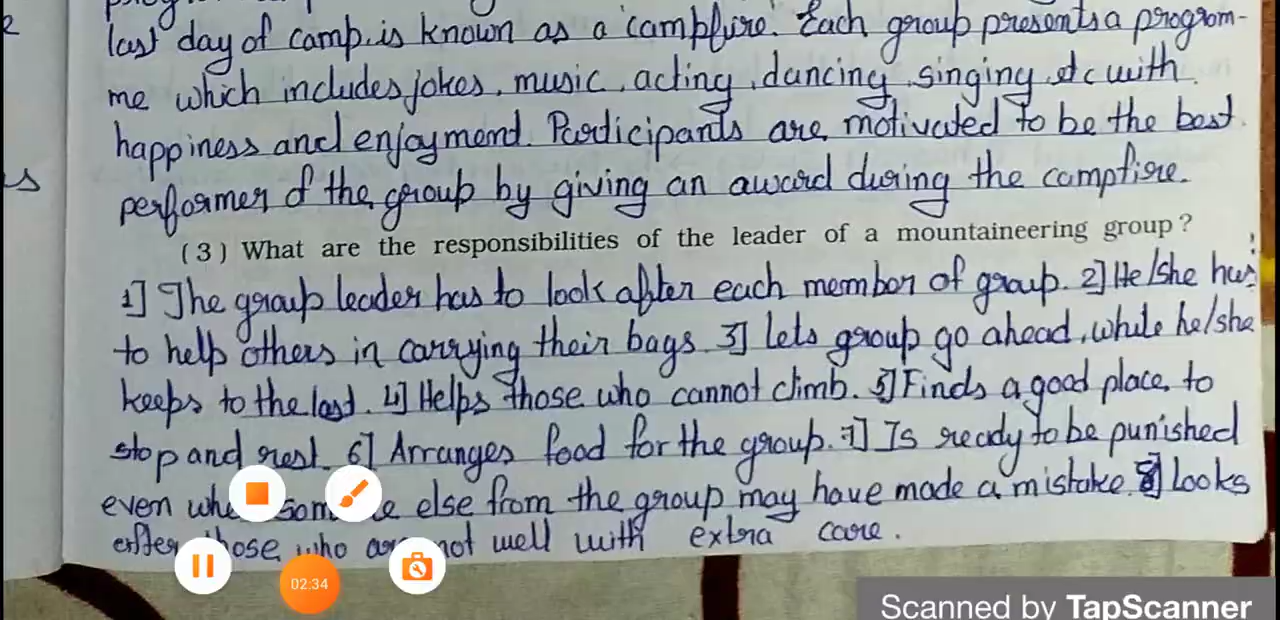 last day of camp is known as a 'campfire'. Each group presents a program-
me which includes jokes, music, acting, dancing, singing, etc with
happiness and enjoyment. Participants are motivated to be the best
performer of the group by giving an award during the campfire.
(3) What are the responsibilities of the leader of a mountaineering group?
1] The group leader has to look after each member of group. 2] He/she has
to help others in carrying their bags. 3] Lets group go ahead, while he/she
keeps to the last. 4] Helps those who cannot climb. 5] Finds a good place to
stop and rest. 6] Arranges food for the group. 7] Is ready to be punished
even else from the group may have made a mistake. 8] Looks
after those who are not well with extra care.
02:34
Scanned by TapScanner